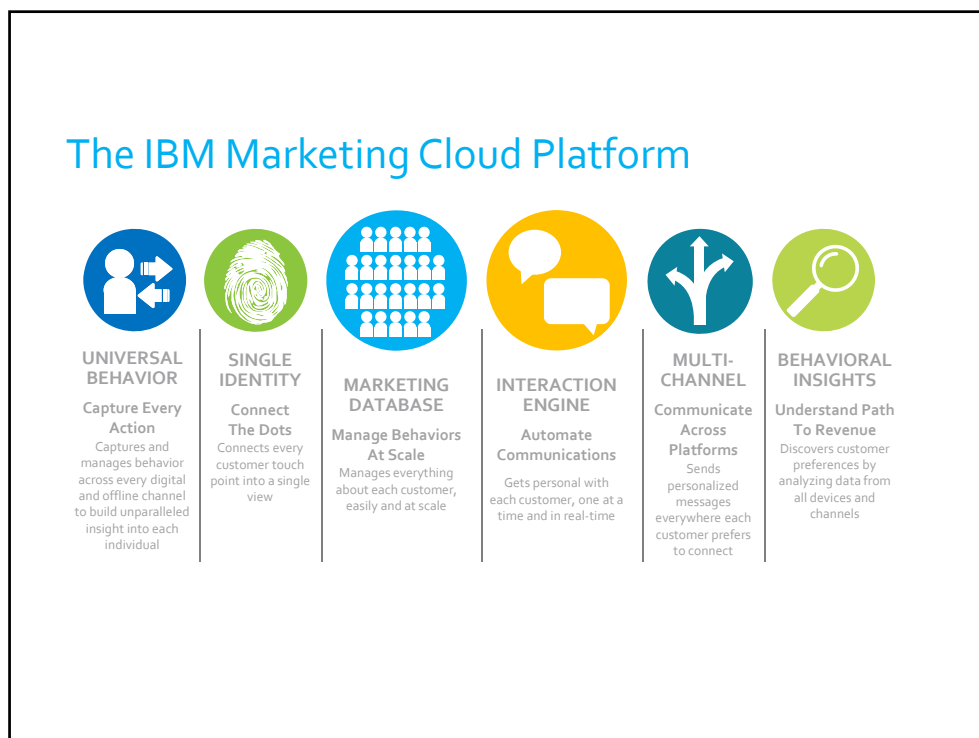 The IBM Marketing Cloud Platform
UNIVERSAL
BEHAVIOR
Capture Every
Action
Captures and
manages behavior
across every digital
and offline channel
to build unparalleled
insight into each
individual
SINGLE
IDENTITY
Connect
The Dots
Connects every
customer touch
point into a single
view
MARKETING
DATABASE
Manage Behaviors
At Scale
Manages everything
about each customer,
easily and at scale
INTERACTION
ENGINE
Automate
Communications
Gets personal with
each customer, one at a
time and in real-time
MULTI-
CHANNEL
Communicate
Across
Platforms
Sends
personalized
messages
everywhere each
customer prefers
to connect
BEHAVIORAL
INSIGHTS
Understand Path
To Revenue
Discovers customer
preferences by
analyzing data from
all devices and
channels